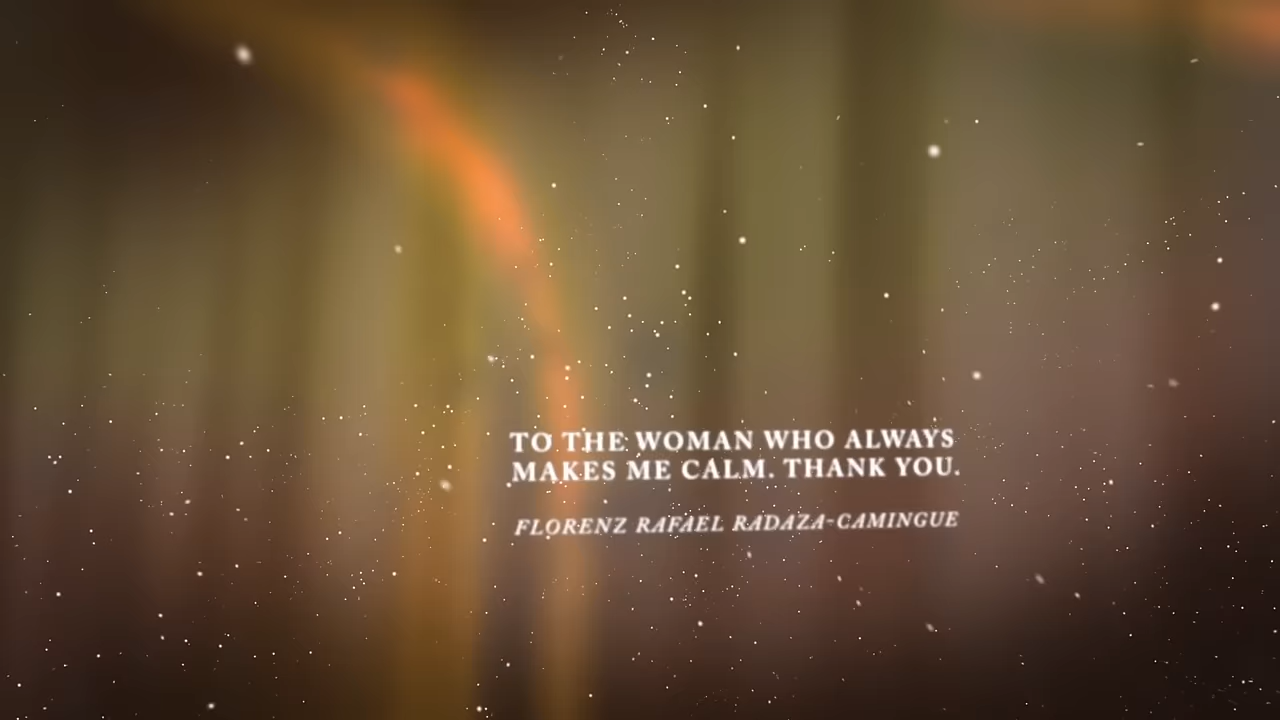 TO THE WOMAN WHO ALWAYS
MAKES ME CALM. THANK YOU.
FLORENZ RAFAEL RADAZA-CAMINGUE